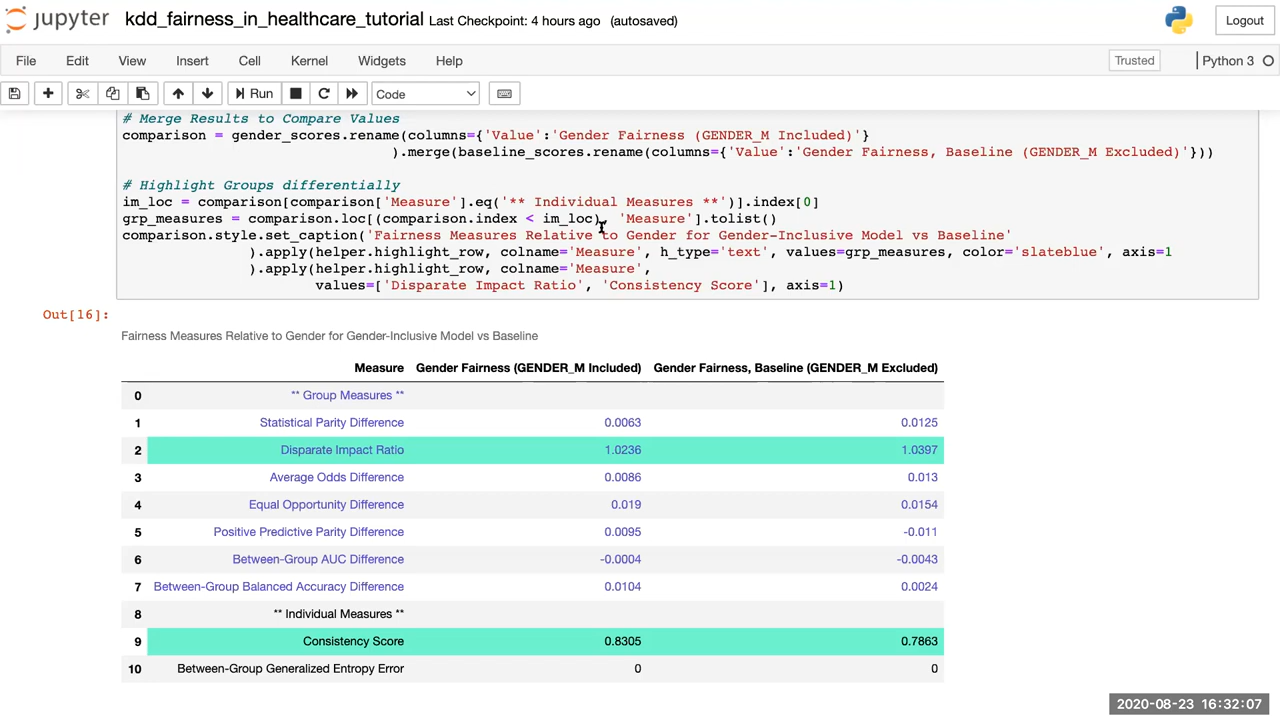 jupyter kdd_fairness_in_healthcare_tutorial Last Checkpoint: 4 hours ago (autosaved) Logout
File Edit View Insert Cell Kernel Widgets Help Trusted Python 3
Run Code
# Merge Results to Compare Values
comparison = gender_scores.rename(columns={'Value':'Gender Fairness (GENDER_M Included)'}
).merge(baseline_scores.rename(columns={'Value':'Gender Fairness, Baseline (GENDER_M Excluded)'}))
# Highlight Groups differentially
im_loc = comparison[comparison['Measure'].eq('** Individual Measures **')].index[0]
grp_measures = comparison.loc[(comparison.index < im_loc), 'Measure'].tolist()
comparison.style.set_caption('Fairness Measures Relative to Gender for Gender-Inclusive Model vs Baseline'
).apply(helper.highlight_row, colname='Measure', h_type='text', values=grp_measures, color='slateblue', axis=1
).apply(helper.highlight_row, colname='Measure',
values=['Disparate Impact Ratio', 'Consistency Score'], axis=1)
Out[16]:
Fairness Measures Relative to Gender for Gender-Inclusive Model vs Baseline
Measure Gender Fairness (GENDER_M Included) Gender Fairness, Baseline (GENDER_M Excluded)
0 ** Group Measures **
1 Statistical Parity Difference 0.0063 0.0125
2 Disparate Impact Ratio 1.0236 1.0397
3 Average Odds Difference 0.0086 0.013
4 Equal Opportunity Difference 0.019 0.0154
5 Positive Predictive Parity Difference 0.0095 -0.011
6 Between-Group AUC Difference -0.0004 -0.0043
7 Between-Group Balanced Accuracy Difference 0.0104 0.0024
8 ** Individual Measures **
9 Consistency Score 0.8305 0.7863
10 Between-Group Generalized Entropy Error 0 0
2020-08-23 16:32:07